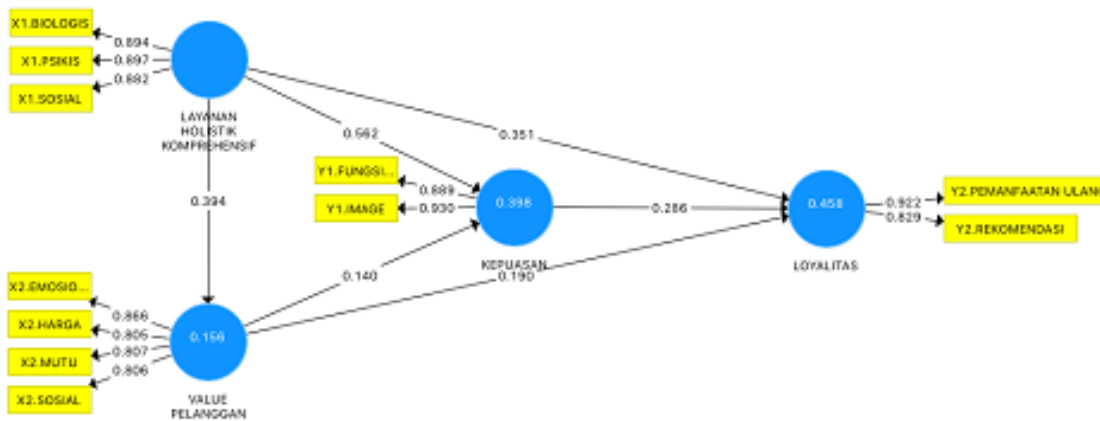 X1.BIOLOGIS
X1.PSIKIS
X1.SOSIAL
0.894
0.897
0.882
LAYANAN
HOLISTIK
KOMPREHENSIF
0.562
0.351
0.394
Y1.FUNGSI...
Y1.IMAGE
0.889
0.930
0.398
KEPUASAN
0.286
0.458
LOYALITAS
0.922
0.829
Y2.PEMANFAATAN ULANG
Y2.REKOMENDASI
0.140
0.190
X2.EMOSIO...
X2.HARGA
X2.MUTU
X2.SOSIAL
0.866
0.805
0.807
0.806
0.156
VALUE
PELANGGAN